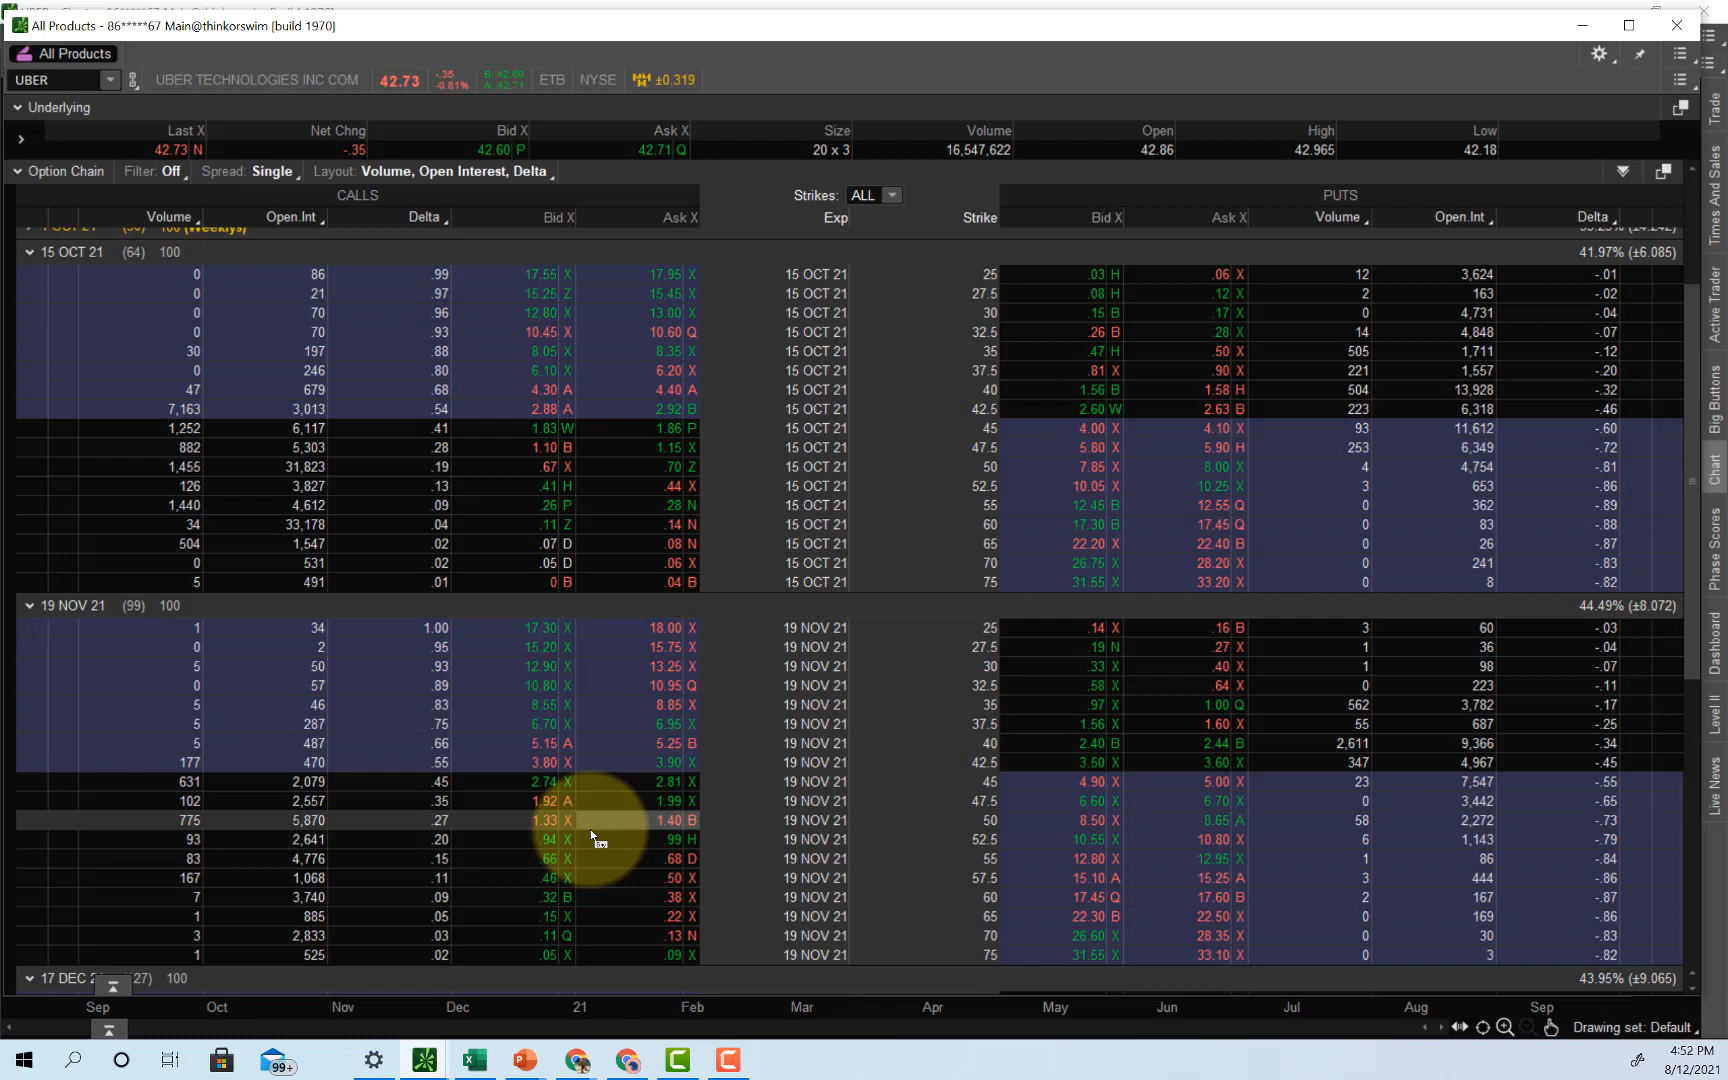 All Products - 86*****67 Main@thinkorswim [build 1970]
All Products
UBER UBER TECHNOLOGIES INC COM 42.73 -.35 -0.81% B: 42.60 A: 42.71 ETB NYSE ±0.319
Underlying
Last X Net Chng Bid X Ask X Size Volume Open High Low
42.73 N -.35 42.60 P 42.71 Q 20 x 3 16,547,622 42.86 42.965 42.18
Option Chain Filter: Off Spread: Single Layout: Volume, Open Interest, Delta
CALLS Strikes: ALL PUTS
Volume Open.Int Delta Bid X Ask X Exp Strike Bid X Ask X Volume Open.Int Delta
15 OCT 21 (64) 100 41.97% (±6.085)
0 86 .99 17.55 X 17.95 X 15 OCT 21 25 .03 H .06 X 12 3,624 -.01
0 21 .97 15.25 Z 15.45 X 15 OCT 21 27.5 .08 H .12 X 2 163 -.02
0 70 .96 12.80 X 13.00 X 15 OCT 21 30 .15 B .17 X 0 4,731 -.04
0 70 .93 10.45 X 10.60 Q 15 OCT 21 32.5 .26 B .28 X 14 4,848 -.07
30 197 .88 8.05 X 8.35 X 15 OCT 21 35 .47 H .50 X 505 1,711 -.12
0 246 .80 6.10 X 6.20 X 15 OCT 21 37.5 .81 X .90 X 221 1,557 -.20
47 679 .68 4.30 A 4.40 A 15 OCT 21 40 1.56 B 1.58 H 504 13,928 -.32
7,163 3,013 .54 2.88 A 2.92 B 15 OCT 21 42.5 2.60 W 2.63 B 223 6,318 -.46
1,252 6,117 .41 1.83 W 1.86 P 15 OCT 21 45 4.00 X 4.10 X 93 11,612 -.60
882 5,303 .28 1.10 B 1.15 X 15 OCT 21 47.5 5.80 X 5.90 H 253 6,349 -.72
1,455 31,823 .19 .67 X .70 Z 15 OCT 21 50 7.85 X 8.00 X 4 4,754 -.81
126 3,827 .13 .41 H .44 X 15 OCT 21 52.5 10.05 X 10.25 X 3 653 -.86
1,440 4,612 .09 .26 P .28 N 15 OCT 21 55 12.45 B 12.55 Q 0 362 -.89
34 33,178 .04 .11 Z .14 N 15 OCT 21 60 17.30 B 17.45 Q 0 83 -.88
504 1,547 .02 .07 D .08 N 15 OCT 21 65 22.20 X 22.40 B 0 26 -.87
0 531 .02 .05 D .06 X 15 OCT 21 70 26.75 X 28.20 X 0 241 -.83
5 491 .01 0 B .04 B 15 OCT 21 75 31.55 X 33.20 X 0 8 -.82
19 NOV 21 (99) 100 44.49% (±8.072)
1 34 1.00 17.30 X 18.00 X 19 NOV 21 25 .14 X .16 B 3 60 -.03
0 2 .95 15.20 X 15.75 X 19 NOV 21 27.5 .19 N .27 X 1 36 -.04
5 50 .93 12.90 X 13.25 X 19 NOV 21 30 .33 X .40 X 1 98 -.07
0 57 .89 10.80 X 10.95 Q 19 NOV 21 32.5 .58 X .64 X 0 223 -.11
5 46 .83 8.55 X 8.85 X 19 NOV 21 35 .97 X 1.00 Q 562 3,782 -.17
5 287 .75 6.70 X 6.95 X 19 NOV 21 37.5 1.56 X 1.60 X 55 687 -.25
5 487 .66 5.15 A 5.25 B 19 NOV 21 40 2.40 B 2.44 B 2,611 9,366 -.34
177 470 .55 3.80 X 3.90 X 19 NOV 21 42.5 3.50 X 3.60 X 347 4,967 -.45
631 2,079 .45 2.74 X 2.81 X 19 NOV 21 45 4.90 X 5.00 X 23 7,547 -.55
102 2,557 .35 1.92 A 1.99 X 19 NOV 21 47.5 6.60 X 6.70 X 0 3,442 -.65
775 5,870 .27 1.33 X 1.40 B 19 NOV 21 50 8.50 X 8.65 A 58 2,272 -.73
93 2,641 .20 .94 X .99 H 19 NOV 21 52.5 10.55 X 10.80 X 6 1,143 -.79
83 4,776 .15 .66 X .68 D 19 NOV 21 55 12.80 X 12.95 X 1 86 -.84
167 1,068 .11 .46 X .50 X 19 NOV 21 57.5 15.10 A 15.25 A 3 444 -.86
7 3,740 .09 .32 B .38 X 19 NOV 21 60 17.45 Q 17.60 B 2 167 -.87
1 885 .05 .15 X .22 X 19 NOV 21 65 22.30 B 22.50 X 0 169 -.86
3 2,833 .03 .11 Q .13 N 19 NOV 21 70 26.60 X 28.35 X 0 30 -.83
1 525 .02 .05 X .09 X 19 NOV 21 75 31.55 X 33.10 X 0 3 -.82
17 DEC 27) 100 43.95% (±9.065)
Sep Oct Nov Dec 21 Feb Mar Apr May Jun Jul Aug Sep
Drawing set: Default
Trade
Times And Sales
Active Trader
Big Buttons
Chart
Phase Scores
Dashboard
Level II
Live News
99+
4:52 PM
8/12/2021